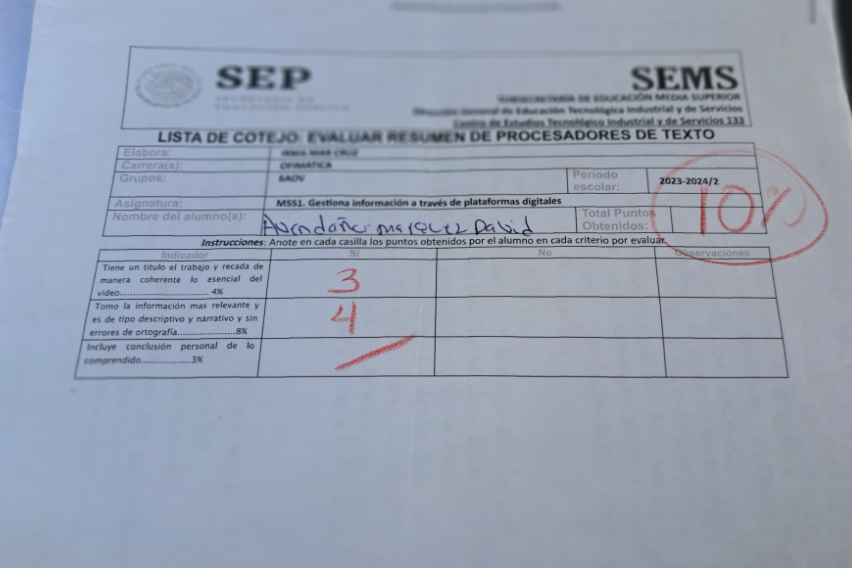 SEP
SEMS
SUBSECRETARÍA DE EDUCACIÓN MEDIA SUPERIOR
Dirección General de Educación Tecnológica Industrial y de Servicios
Centro de Estudios Tecnológico Industrial y de Servicios 133
LISTA DE COTEJO: EVALUAR RESUMEN DE PROCESADORES DE TEXTO
Elabora:
Carrera(s): OFIMATICA
Grupos: 6AOV Periodo escolar: 2023-2024/2
Asignatura: M5S1. Gestiona información a través de plataformas digitales
Nombre del alumno(s): Avendaño Marquez David Total Puntos Obtenidos: 10%
Instrucciones: Anote en cada casilla los puntos obtenidos por el alumno en cada criterio por evaluar.
Indicador Si No Observaciones
Tiene un titulo el trabajo y recada de
manera coherente lo esencial del
video.................................. 4% 3
Tomo la información mas relevante y
es de tipo descriptivo y narrativo y sin
errores de ortografía.....................8% 4
Incluye conclusión personal de lo
comprendido..................3%